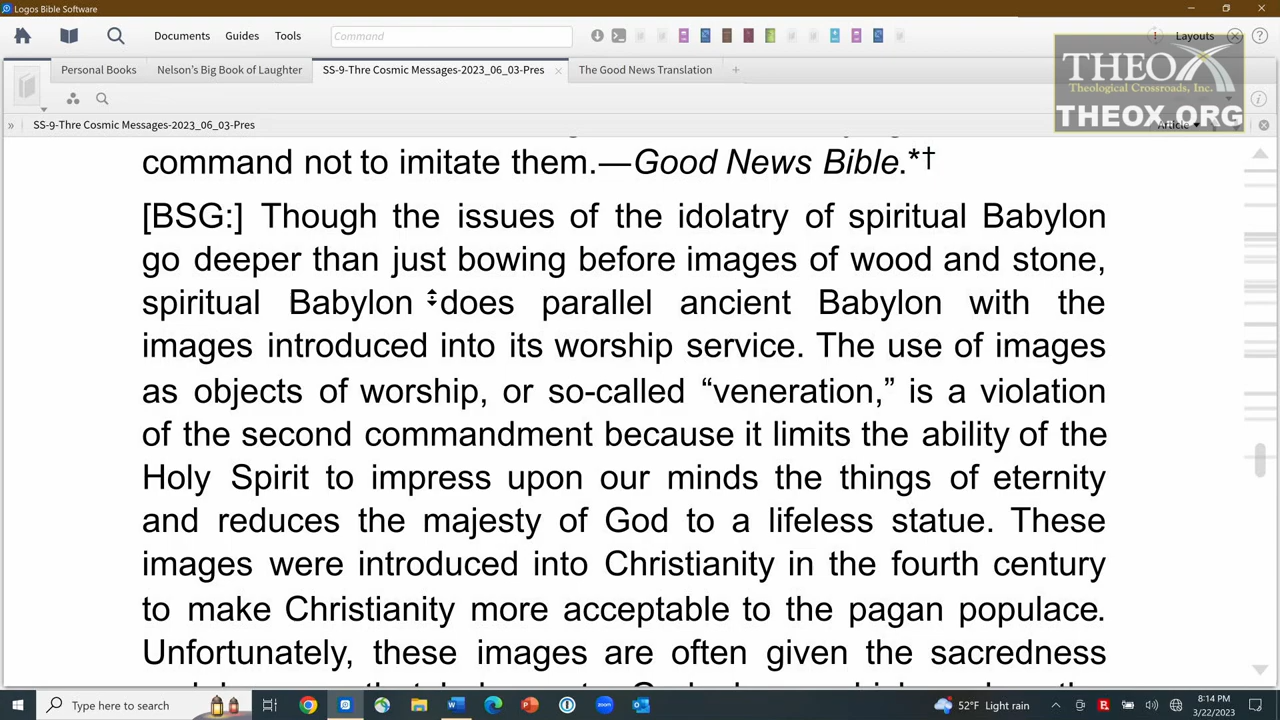 Logos Bible Software
Documents Guides Tools Command Layouts
THEOX
Theological Crossroads, Inc.
THEOX.ORG
Personal Books Nelson's Big Book of Laughter SS-9-Thre Cosmic Messages-2023_06_03-Pres The Good News Translation
SS-9-Thre Cosmic Messages-2023_06_03-Pres Article
command not to imitate them.—Good News Bible.*†
[BSG:] Though the issues of the idolatry of spiritual Babylon
go deeper than just bowing before images of wood and stone,
spiritual Babylon does parallel ancient Babylon with the
images introduced into its worship service. The use of images
as objects of worship, or so-called “veneration,” is a violation
of the second commandment because it limits the ability of the
Holy Spirit to impress upon our minds the things of eternity
and reduces the majesty of God to a lifeless statue. These
images were introduced into Christianity in the fourth century
to make Christianity more acceptable to the pagan populace.
Unfortunately, these images are often given the sacredness
Type here to search
52°F Light rain
8:14 PM
3/22/2023